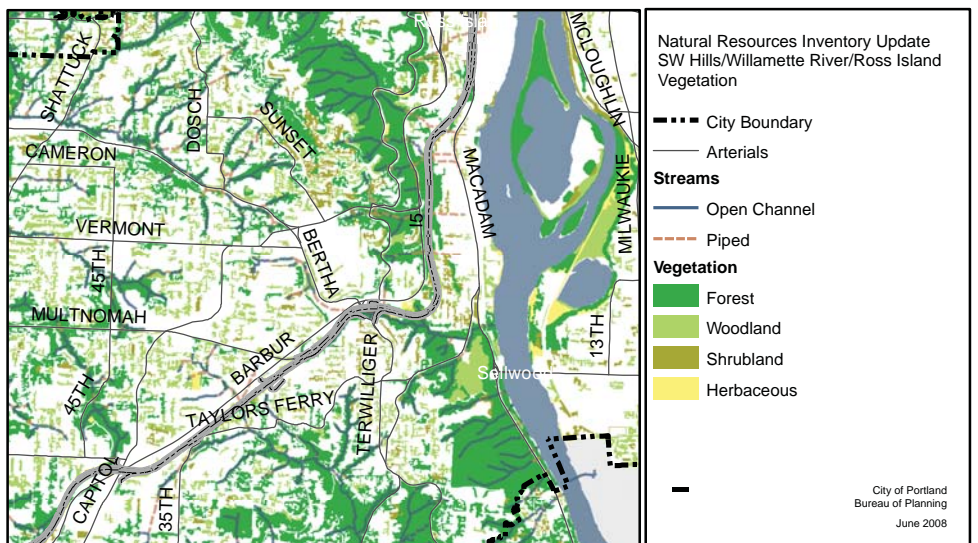 SHATTUCK
DOSCH
SUNSET
CAMERON
VERMONT
45TH
BERTHA
I5
MACADAM
MCLOUGHLIN
MILWAUKIE
MULTNOMAH
45TH
BARBUR
TAYLORS FERRY
TERWILLIGER
CAPITOL
35TH
13TH
Sellwood
Natural Resources Inventory Update
SW Hills/Willamette River/Ross Island
Vegetation
City Boundary
Arterials
Streams
Open Channel
Piped
Vegetation
Forest
Woodland
Shrubland
Herbaceous
City of Portland
Bureau of Planning
June 2008